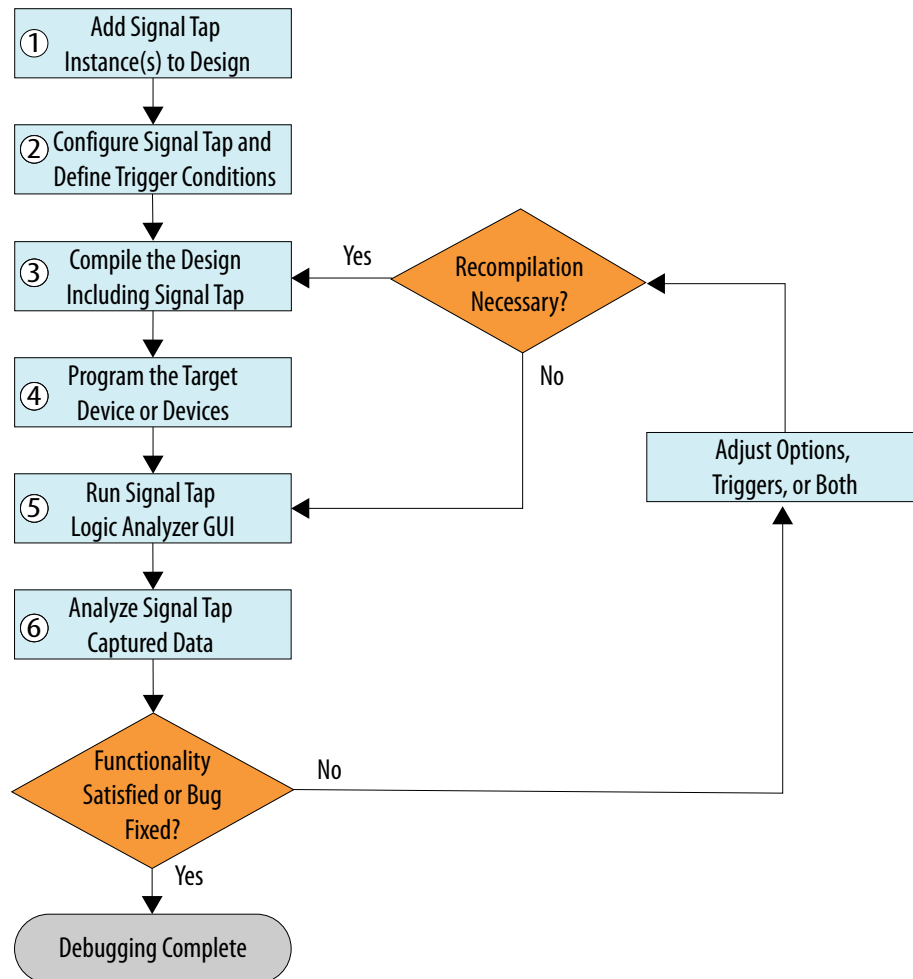 1
Add Signal Tap
Instance(s) to Design
2
Configure Signal Tap and
Define Trigger Conditions
3
Compile the Design
Including Signal Tap
Yes
Recompilation
Necessary?
No
4
Program the Target
Device or Devices
Adjust Options,
Triggers, or Both
5
Run Signal Tap
Logic Analyzer GUI
6
Analyze Signal Tap
Captured Data
Functionality
Satisfied or Bug
Fixed?
No
Yes
Debugging Complete